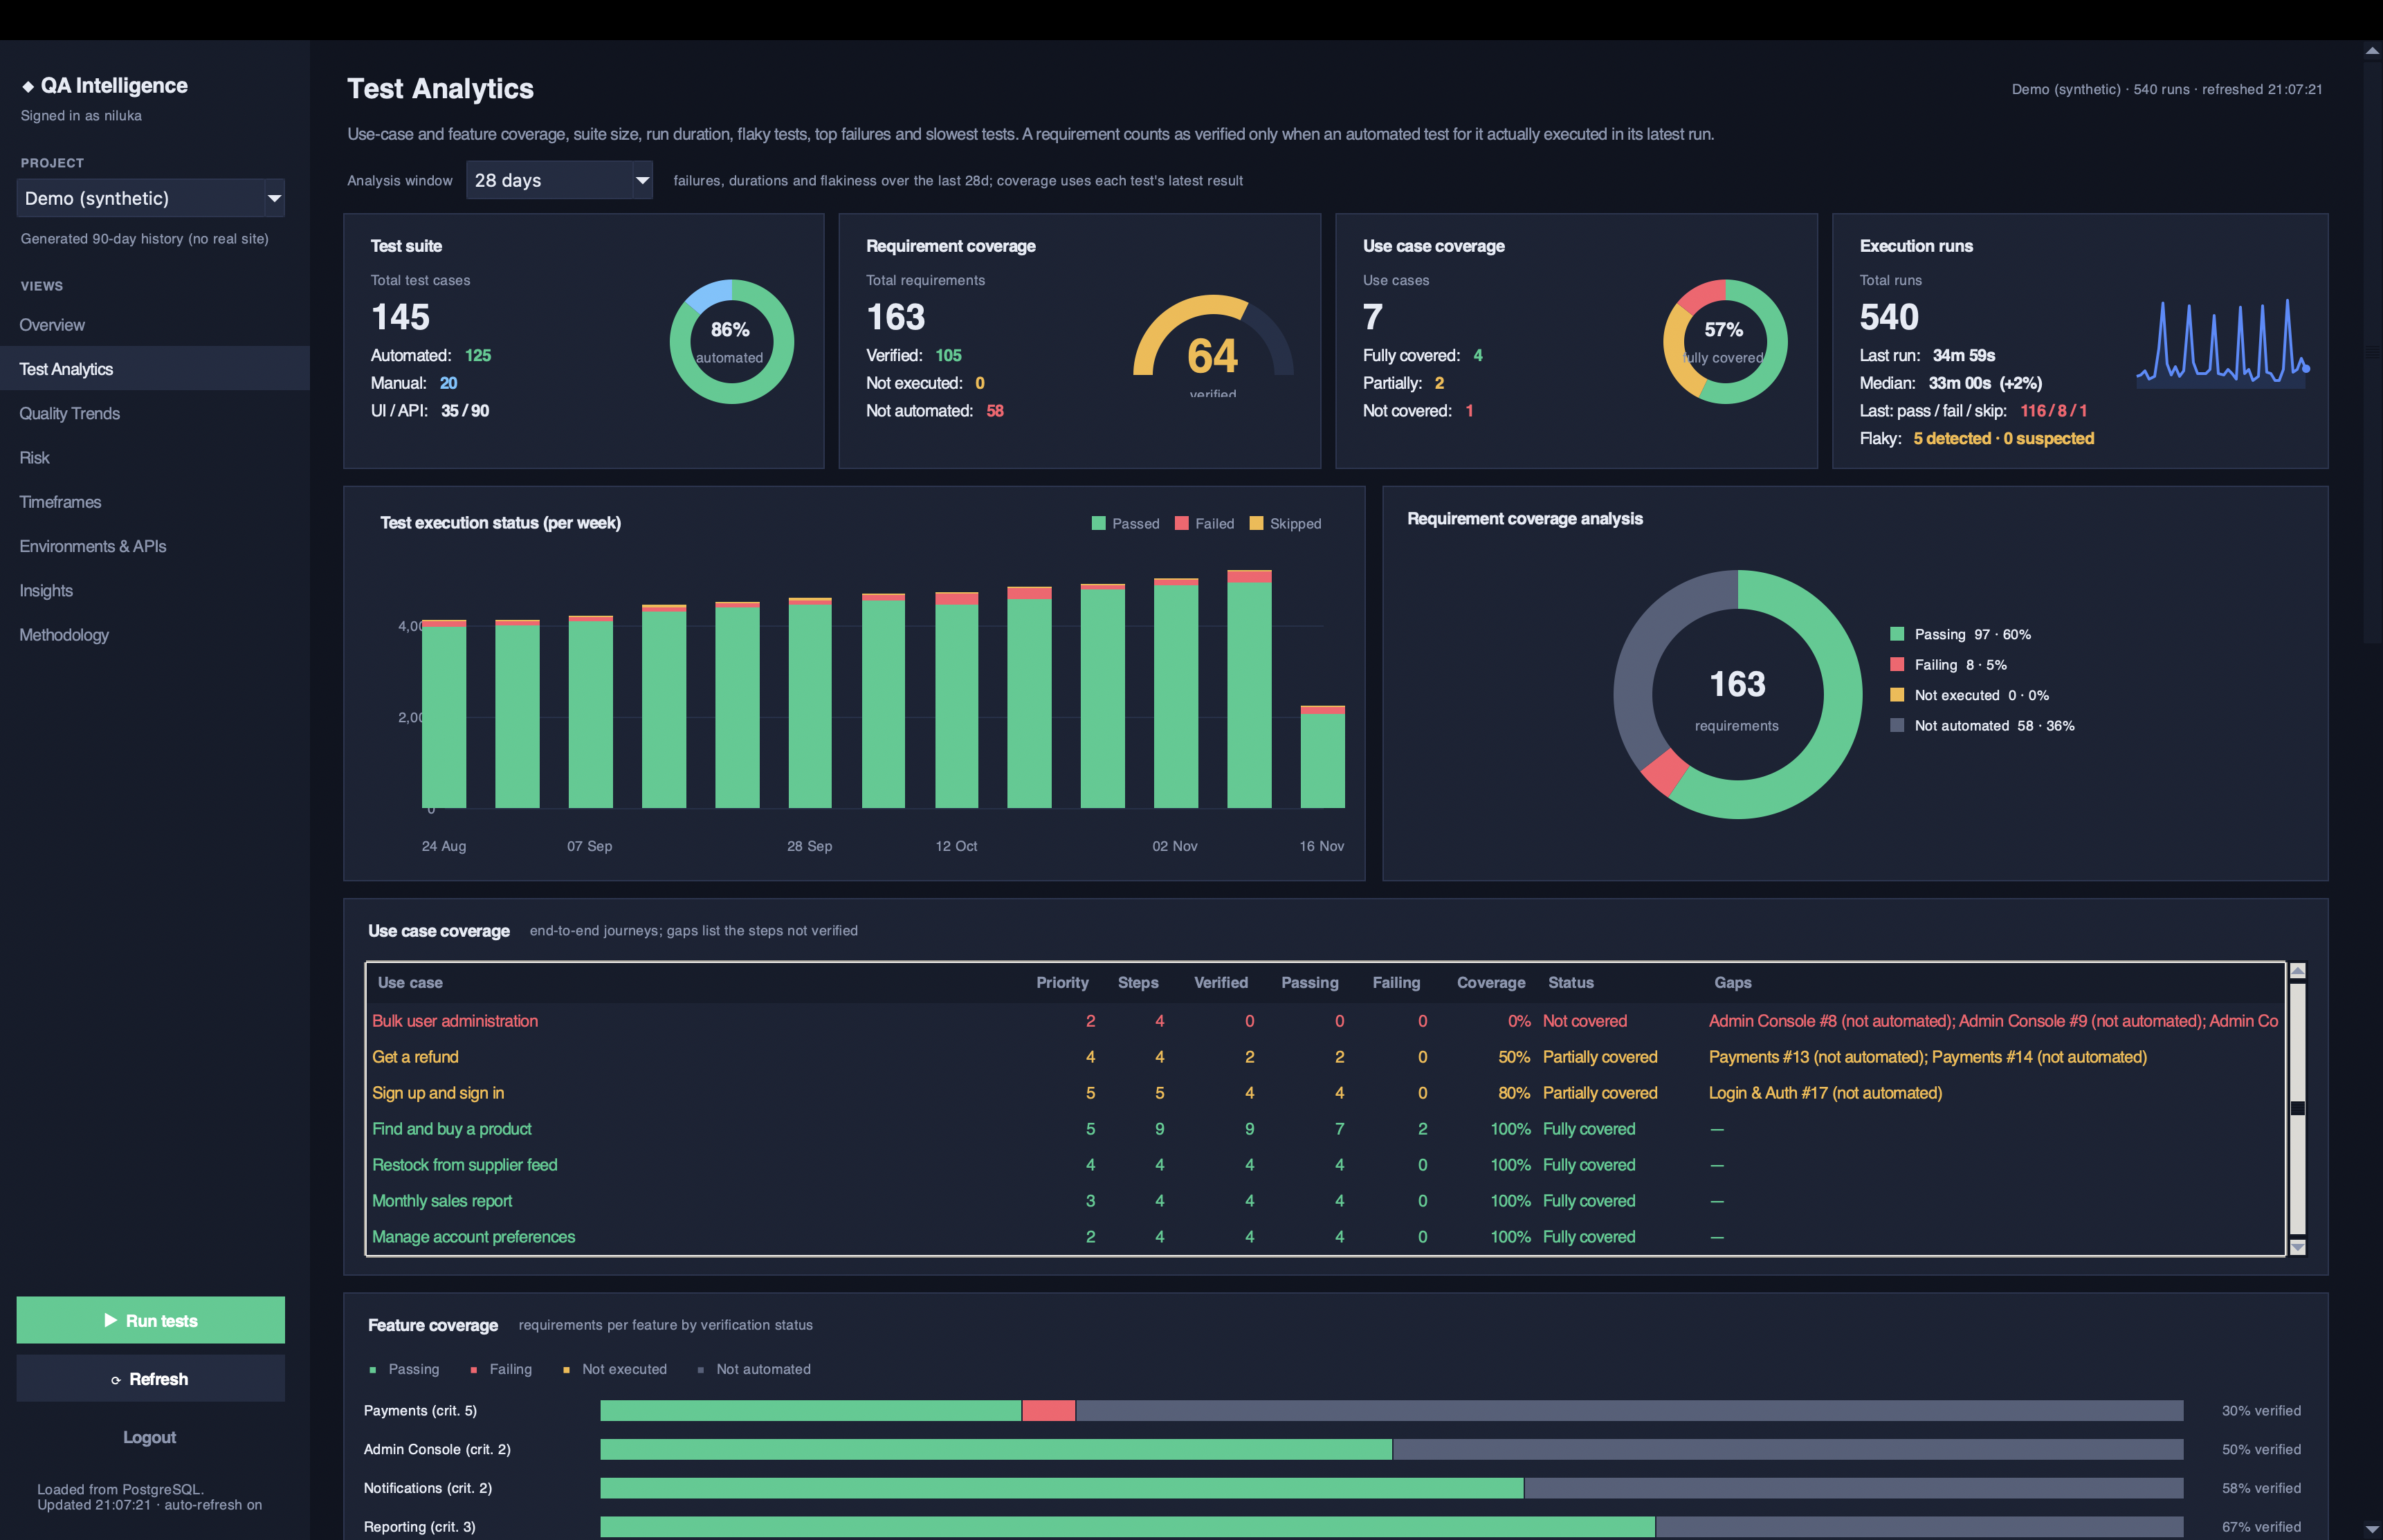 ◆ QA Intelligence
Signed in as niluka
PROJECT
Demo (synthetic)
Generated 90-day history (no real site)
VIEWS
Overview
Test Analytics
Quality Trends
Risk
Timeframes
Environments & APIs
Insights
Methodology
▶ Run tests
⟳ Refresh
Logout
Loaded from PostgreSQL.
Updated 21:07:21 · auto-refresh on
Test Analytics
Demo (synthetic) · 540 runs · refreshed 21:07:21
Use-case and feature coverage, suite size, run duration, flaky tests, top failures and slowest tests. A requirement counts as verified only when an automated test for it actually executed in its latest run.
Analysis window 28 days failures, durations and flakiness over the last 28d; coverage uses each test's latest result
Test suite
Total test cases
145
Automated: 125
Manual: 20
UI / API: 35 / 90
86%
automated
Requirement coverage
Total requirements
163
Verified: 105
Not executed: 0
Not automated: 58
64
verified
Use case coverage
Use cases
7
Fully covered: 4
Partially: 2
Not covered: 1
57%
fully covered
Execution runs
Total runs
540
Last run: 34m 59s
Median: 33m 00s (+2%)
Last: pass / fail / skip: 116 / 8 / 1
Flaky: 5 detected · 0 suspected
Test execution status (per week)
Passed Failed Skipped
4,00
2,00
0
24 Aug 07 Sep 28 Sep 12 Oct 02 Nov 16 Nov
Requirement coverage analysis
163
requirements
Passing 97 · 60%
Failing 8 · 5%
Not executed 0 · 0%
Not automated 58 · 36%
Use case coverage end-to-end journeys; gaps list the steps not verified
Use case Priority Steps Verified Passing Failing Coverage Status Gaps
Bulk user administration 2 4 0 0 0 0% Not covered Admin Console #8 (not automated); Admin Console #9 (not automated); Admin Co
Get a refund 4 4 2 2 0 50% Partially covered Payments #13 (not automated); Payments #14 (not automated)
Sign up and sign in 5 5 4 4 0 80% Partially covered Login & Auth #17 (not automated)
Find and buy a product 5 9 9 7 2 100% Fully covered —
Restock from supplier feed 4 4 4 4 0 100% Fully covered —
Monthly sales report 3 4 4 4 0 100% Fully covered —
Manage account preferences 2 4 4 4 0 100% Fully covered —
Feature coverage requirements per feature by verification status
Passing Failing Not executed Not automated
Payments (crit. 5) 30% verified
Admin Console (crit. 2) 50% verified
Notifications (crit. 2) 58% verified
Reporting (crit. 3) 67% verified